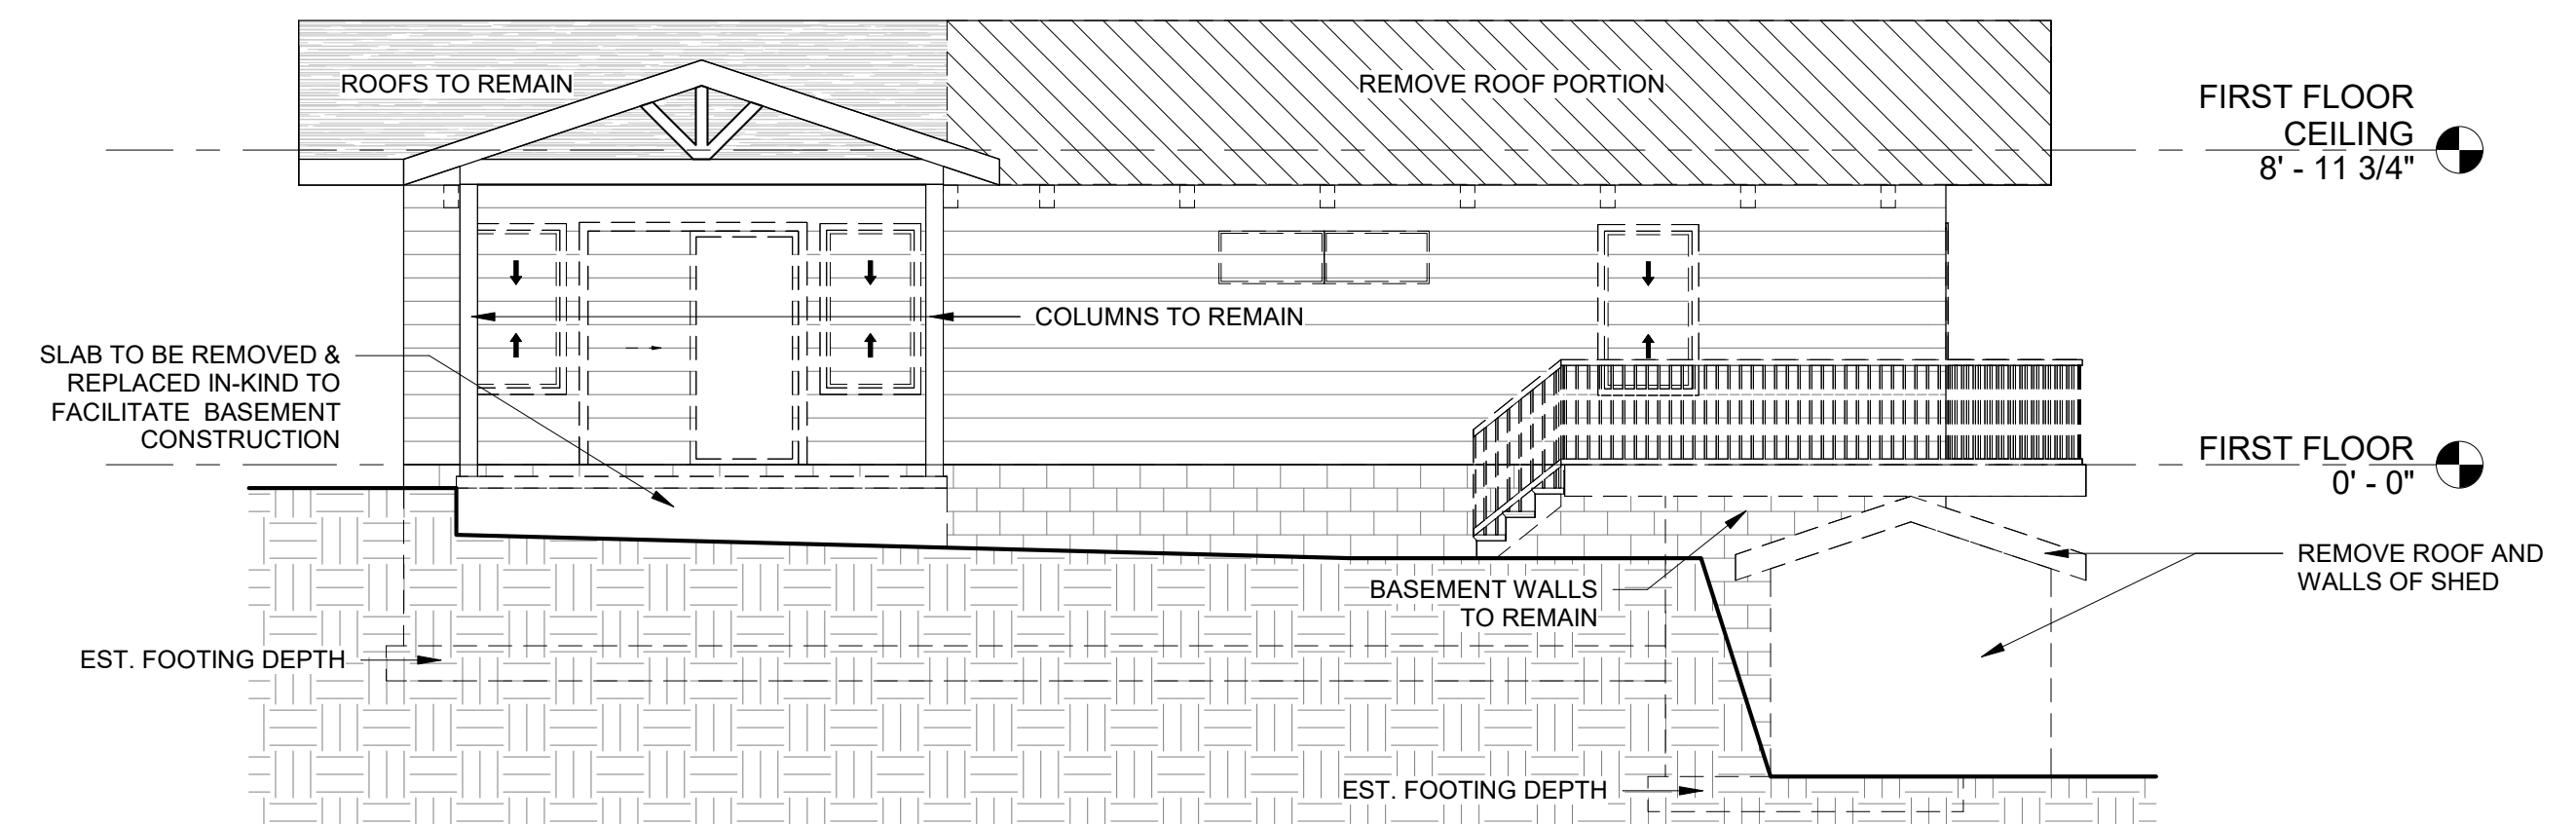 ROOFS TO REMAIN
REMOVE ROOF PORTION
FIRST FLOOR
CEILING
8' - 11 3/4"
COLUMNS TO REMAIN
SLAB TO BE REMOVED &
REPLACED IN-KIND TO
FACILITATE BASEMENT
CONSTRUCTION
FIRST FLOOR
0' - 0"
REMOVE ROOF AND
WALLS OF SHED
BASEMENT WALLS
TO REMAIN
EST. FOOTING DEPTH
EST. FOOTING DEPTH